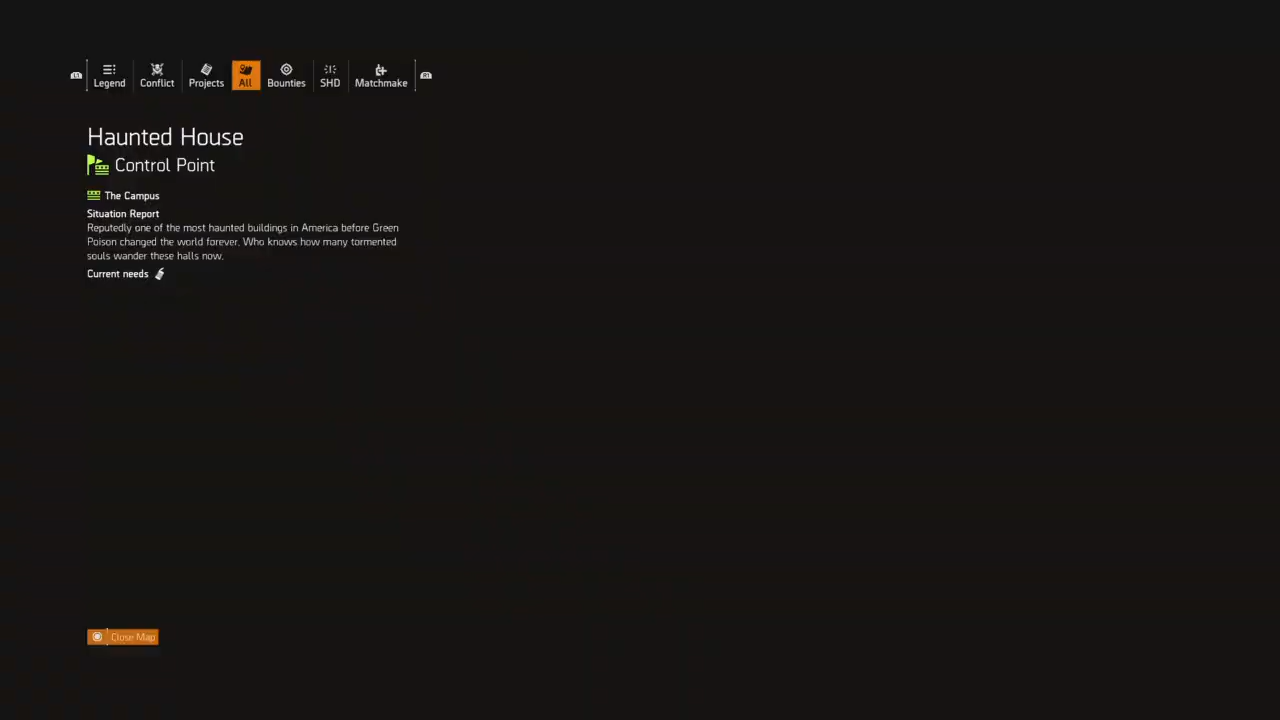 Legend Conflict Projects All Bounties SHD Matchmake
Haunted House
Control Point
The Campus
Situation Report
Reputedly one of the most haunted buildings in America before Green
Poison changed the world forever. Who knows how many tormented
souls wander these halls now.
Current needs
Close Map